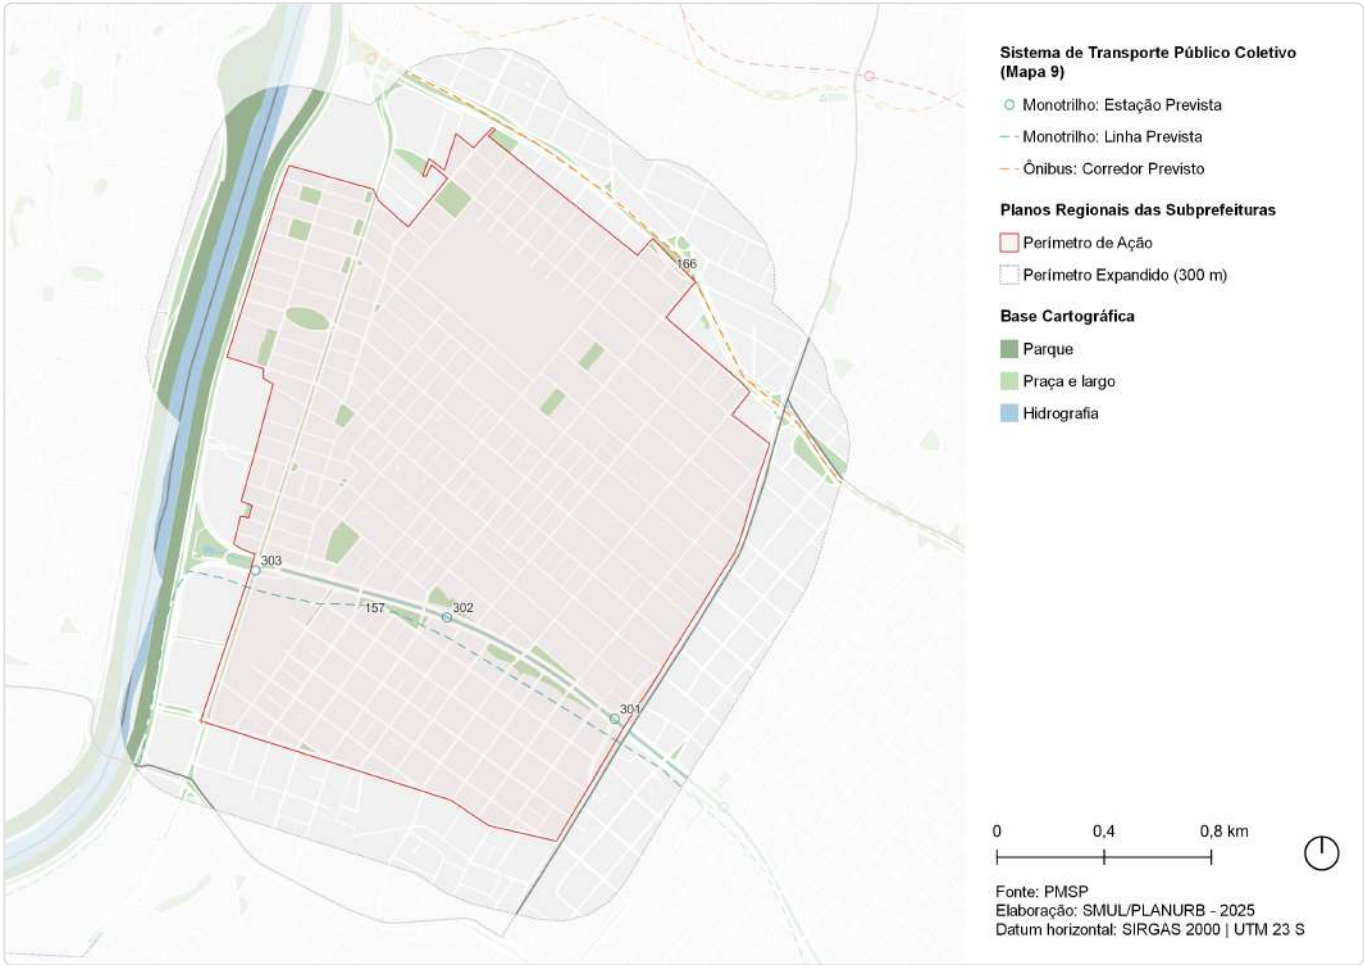 Sistema de Transporte Público Coletivo
(Mapa 9)
Monotrilho: Estação Prevista
Monotrilho: Linha Prevista
Ônibus: Corredor Previsto
Planos Regionais das Subprefeituras
Perímetro de Ação
166
Perímetro Expandido (300 m)
Base Cartográfica
Parque
Praça e largo
Hidrografia
303
157
302
301
0 0,4 0,8 km
Fonte: PMSP
Elaboração: SMUL/PLANURB - 2025
Datum horizontal: SIRGAS 2000 | UTM 23 S